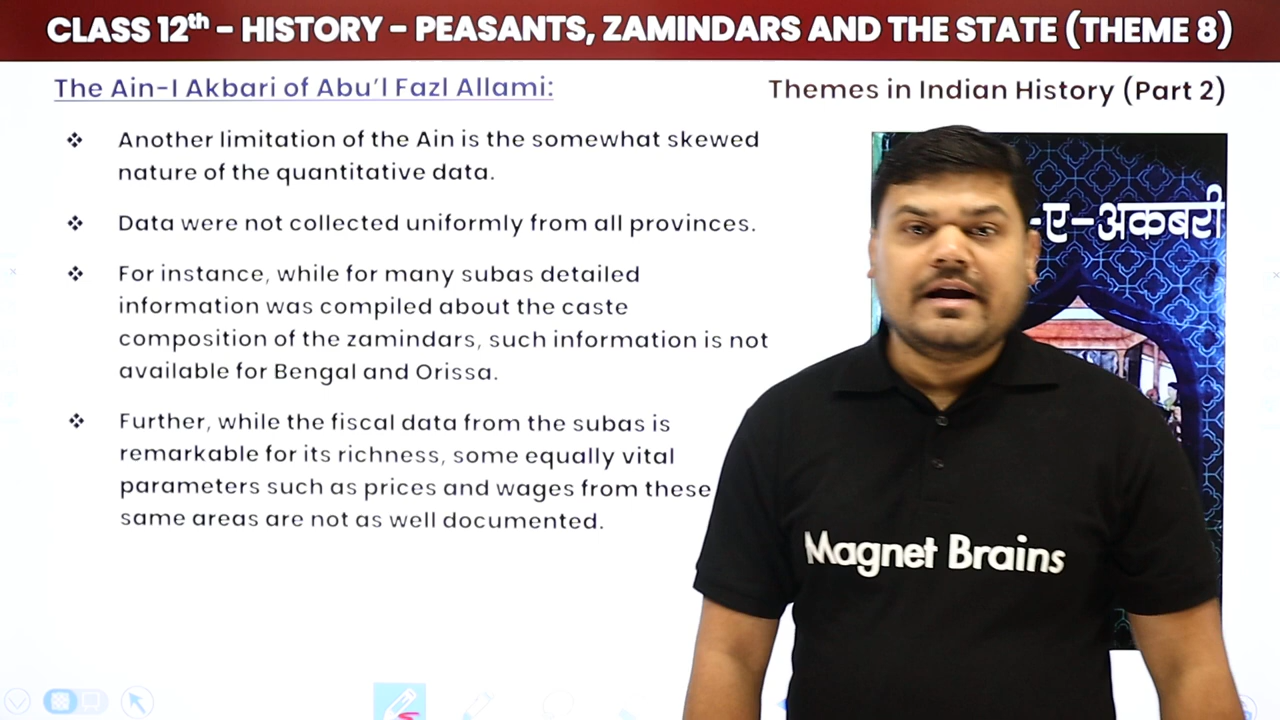 CLASS 12th – HISTORY – PEASANTS, ZAMINDARS AND THE STATE (THEME 8)
The Ain-I Akbari of Abu'l Fazl Allami:
Themes in Indian History (Part 2)
❖ Another limitation of the Ain is the somewhat skewed
nature of the quantitative data.
❖ Data were not collected uniformly from all provinces.
❖ For instance, while for many subas detailed
information was compiled about the caste
composition of the zamindars, such information is not
available for Bengal and Orissa.
❖ Further, while the fiscal data from the subas is
remarkable for its richness, some equally vital
parameters such as prices and wages from these
same areas are not as well documented.
-ए-अकबरी
Magnet Brains